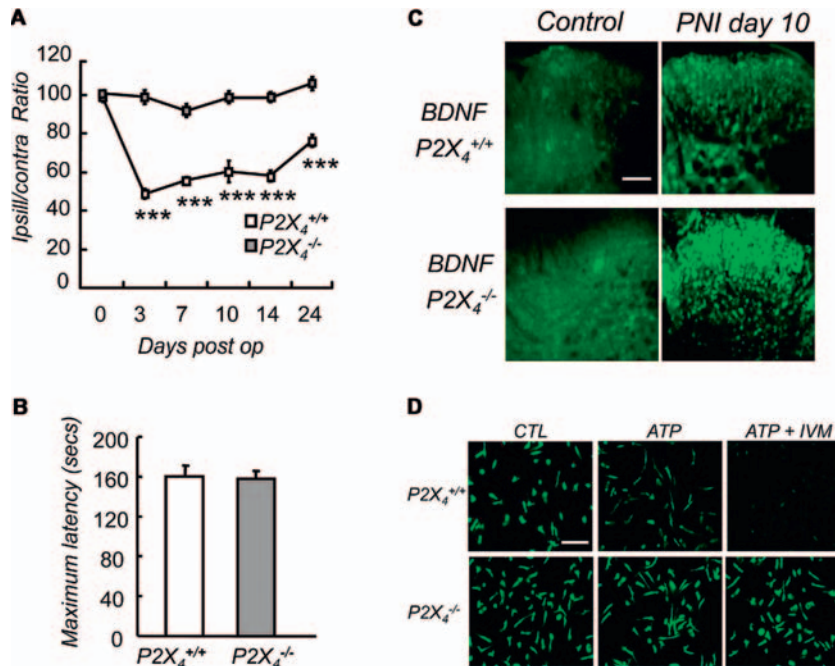 A
Ipsill/contra Ratio
120
100
80
60
40
20
0
*** *** *** *** ***
P2X4+/+
P2X4-/-
0 3 7 10 14 24
Days post op
B
Maximum latency (secs)
200
160
120
80
40
0
P2X4+/+ P2X4-/-
C
Control PNI day 10
BDNF
P2X4+/+
BDNF
P2X4-/-
D
CTL ATP ATP + IVM
P2X4+/+
P2X4-/-